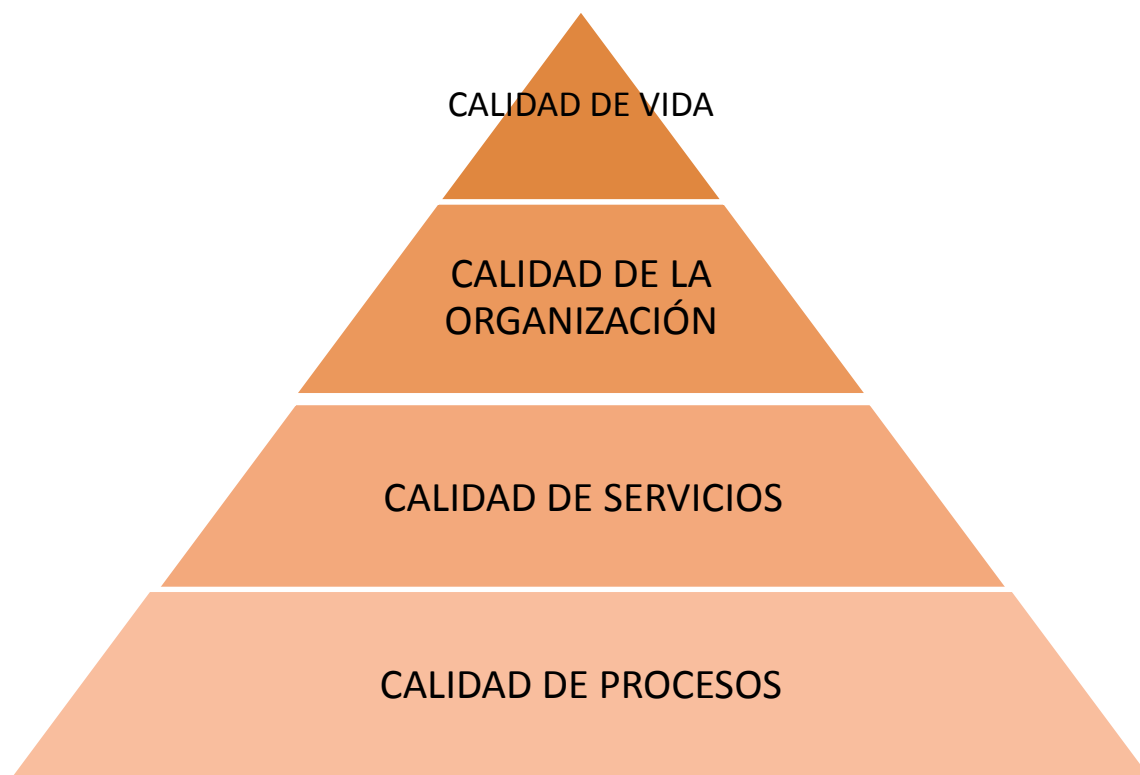 CALIDAD DE VIDA
CALIDAD DE LA
ORGANIZACIÓN
CALIDAD DE SERVICIOS
CALIDAD DE PROCESOS